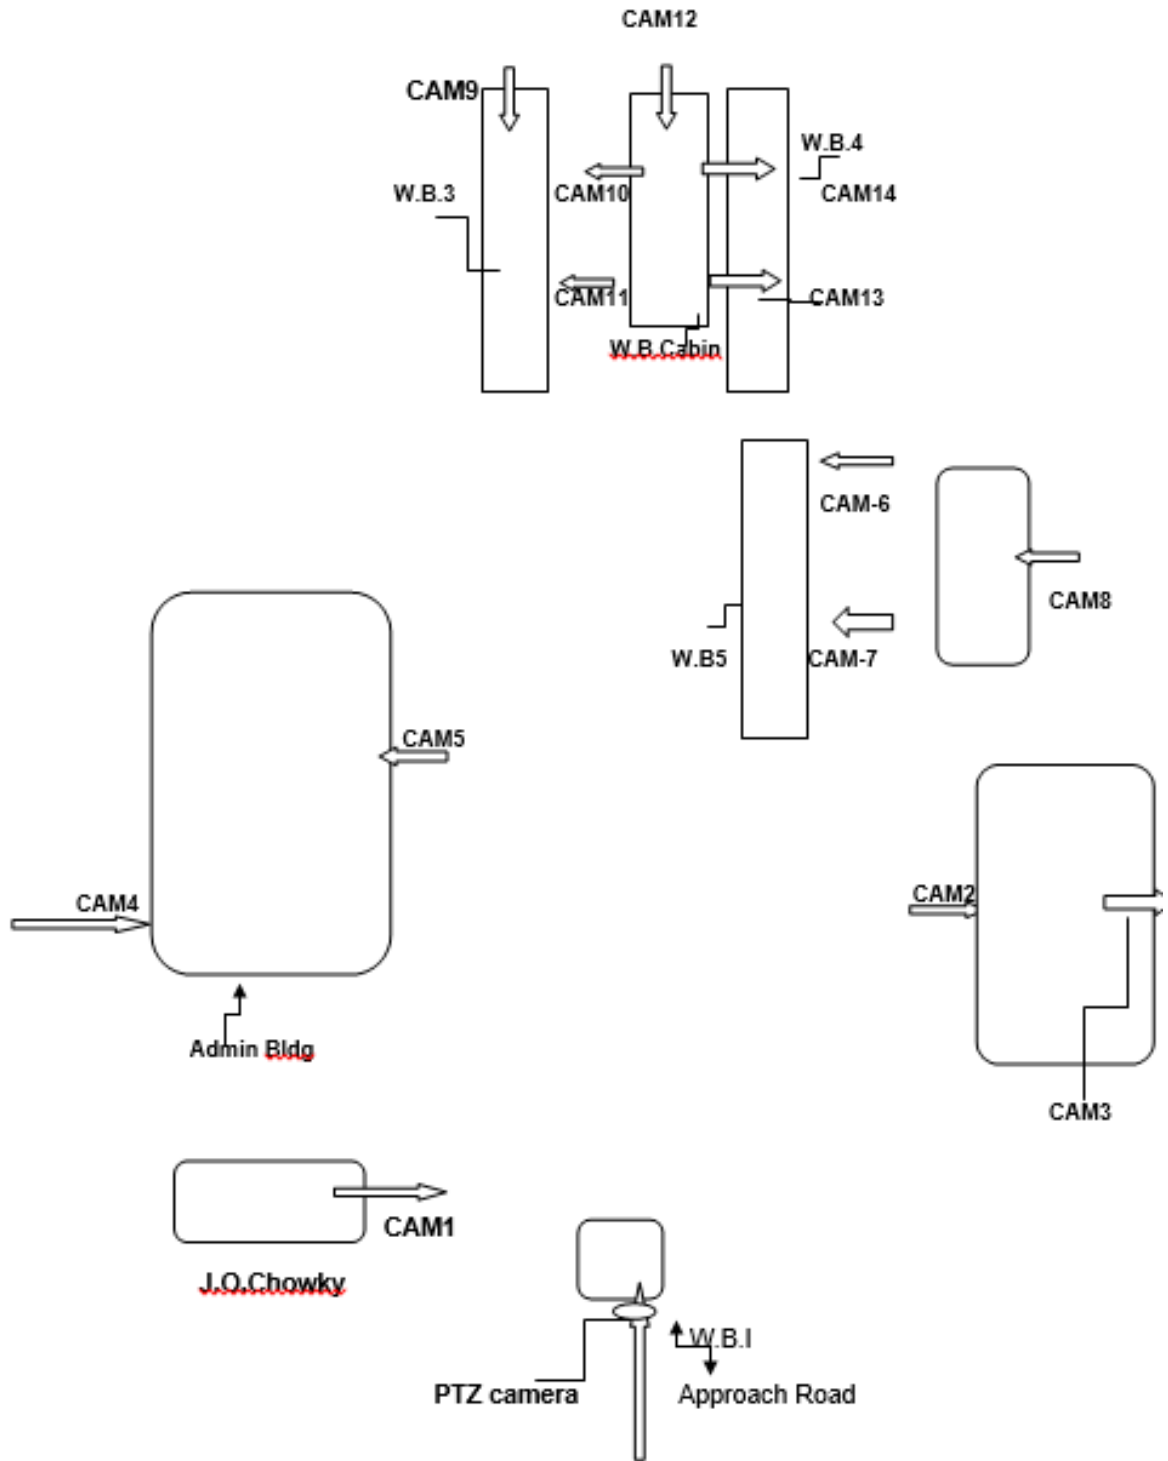 CAM12
CAM9
W.B.4
W.B.3
CAM10
CAM14
CAM11
CAM13
W.B.Cabin
CAM-6
CAM8
W.B5
CAM-7
CAM5
CAM4
CAM2
Admin Bldg
CAM3
CAM1
J.O.Chowky
W.B.I
PTZ camera
Approach Road